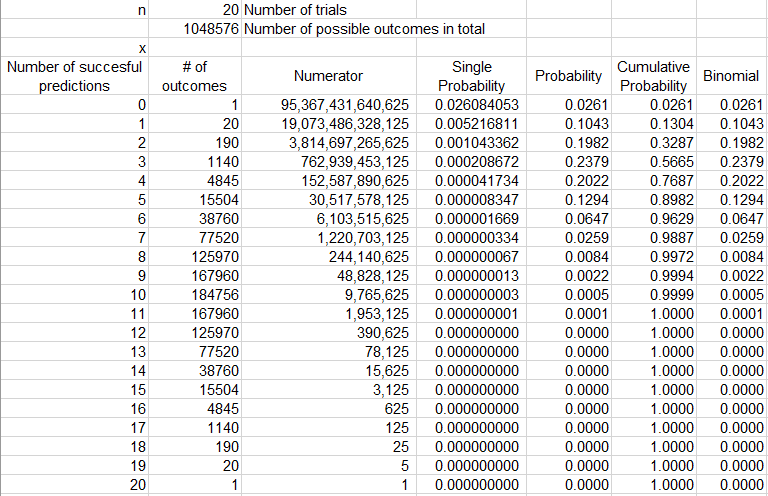 n 20 Number of trials
1048576 Number of possible outcomes in total
x
Number of succesful predictions # of outcomes Numerator Single Probability Probability Cumulative Probability Binomial
0 1 95,367,431,640,625 0.026084053 0.0261 0.0261 0.0261
1 20 19,073,486,328,125 0.005216811 0.1043 0.1304 0.1043
2 190 3,814,697,265,625 0.001043362 0.1982 0.3287 0.1982
3 1140 762,939,453,125 0.000208672 0.2379 0.5665 0.2379
4 4845 152,587,890,625 0.000041734 0.2022 0.7687 0.2022
5 15504 30,517,578,125 0.000008347 0.1294 0.8982 0.1294
6 38760 6,103,515,625 0.000001669 0.0647 0.9629 0.0647
7 77520 1,220,703,125 0.000000334 0.0259 0.9887 0.0259
8 125970 244,140,625 0.000000067 0.0084 0.9972 0.0084
9 167960 48,828,125 0.000000013 0.0022 0.9994 0.0022
10 184756 9,765,625 0.000000003 0.0005 0.9999 0.0005
11 167960 1,953,125 0.000000001 0.0001 1.0000 0.0001
12 125970 390,625 0.000000000 0.0000 1.0000 0.0000
13 77520 78,125 0.000000000 0.0000 1.0000 0.0000
14 38760 15,625 0.000000000 0.0000 1.0000 0.0000
15 15504 3,125 0.000000000 0.0000 1.0000 0.0000
16 4845 625 0.000000000 0.0000 1.0000 0.0000
17 1140 125 0.000000000 0.0000 1.0000 0.0000
18 190 25 0.000000000 0.0000 1.0000 0.0000
19 20 5 0.000000000 0.0000 1.0000 0.0000
20 1 1 0.000000000 0.0000 1.0000 0.0000